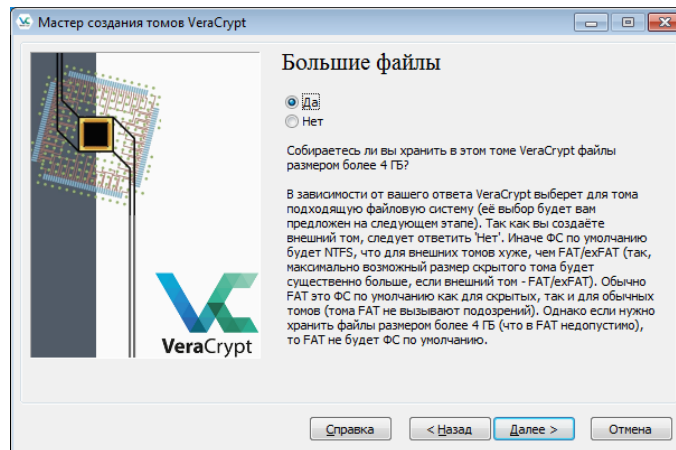 Мастер создания томов VeraCrypt
Большие файлы
Да
Нет
Собираетесь ли вы хранить в этом томе VeraCrypt файлы
размером более 4 ГБ?
В зависимости от вашего ответа VeraCrypt выберет для тома
подходящую файловую систему (её выбор будет вам
предложен на следующем этапе). Так как вы создаёте
внешний том, следует ответить 'Нет'. Иначе ФС по умолчанию
будет NTFS, что для внешних томов хуже, чем FAT/exFAT (так,
максимально возможный размер скрытого тома будет
существенно больше, если внешний том - FAT/exFAT). Обычно
FAT это ФС по умолчанию как для скрытых, так и для обычных
томов (тома FAT не вызывают подозрений). Однако если нужно
хранить файлы размером более 4 ГБ (что в FAT недопустимо),
то FAT не будет ФС по умолчанию.
VeraCrypt
Справка
< Назад
Далее >
Отмена